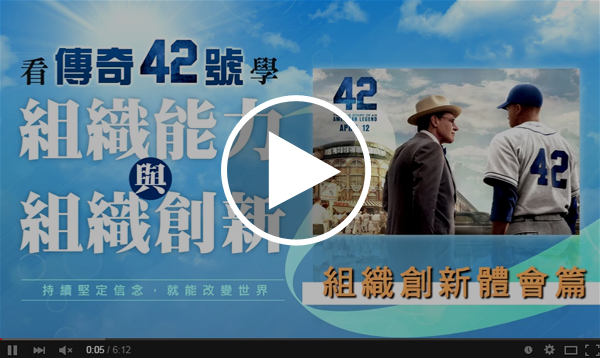 看傳奇42號學
組織能力
與
組織創新
持續堅定信念，就能改變世界
42
42
組織創新體會篇
0:05 / 6:12